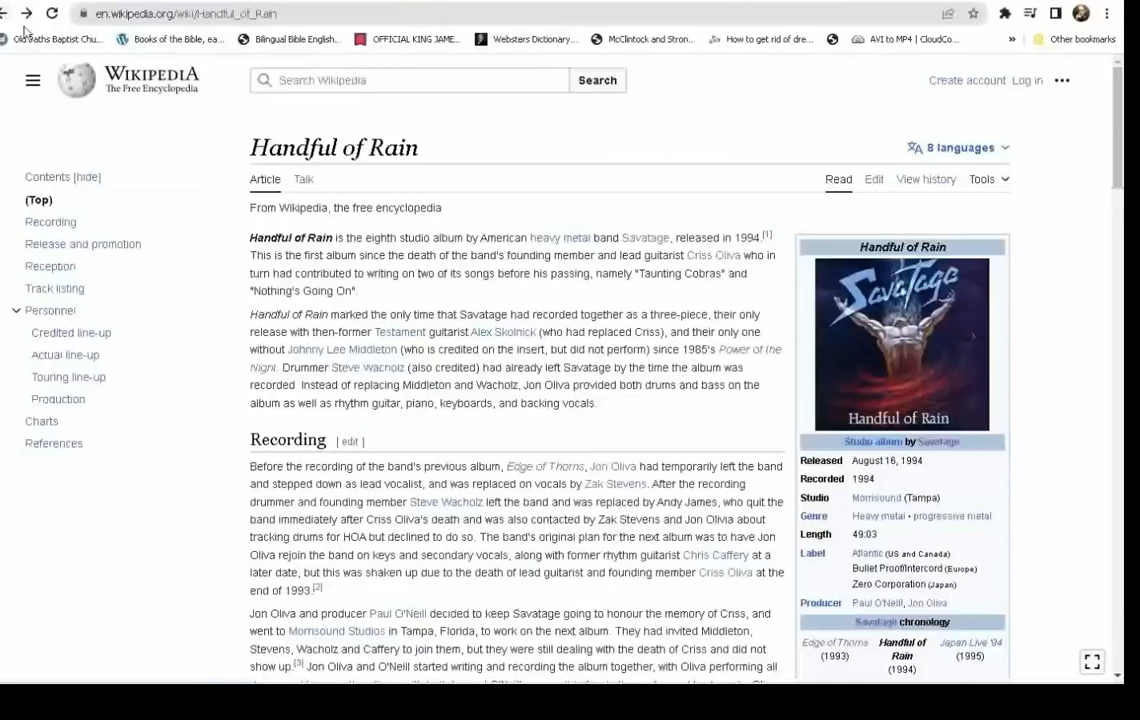 en.wikipedia.org/wiki/Handful_of_Rain
Old Paths Baptist Chu...
Books of the Bible, ea...
Bilingual Bible English...
OFFICIAL KING JAME...
Websters Dictionary...
McClintock and Stron...
How to get rid of dre...
AVI to MP4 | CloudCo...
»
Other bookmarks
WIKIPEDIA
The Free Encyclopedia
Search Wikipedia
Search
Create account
Log in
Handful of Rain
8 languages
Article
Talk
Read
Edit
View history
Tools
Contents [hide]
(Top)
Recording
Release and promotion
Reception
Track listing
Personnel
Credited line-up
Actual line-up
Touring line-up
Production
Charts
References
From Wikipedia, the free encyclopedia
Handful of Rain is the eighth studio album by American heavy metal band Savatage, released in 1994.[1]
This is the first album since the death of the band's founding member and lead guitarist Criss Oliva who in
turn had contributed to writing on two of its songs before his passing, namely "Taunting Cobras" and
"Nothing's Going On".
Handful of Rain marked the only time that Savatage had recorded together as a three-piece, their only
release with then-former Testament guitarist Alex Skolnick (who had replaced Criss), and their only one
without Johnny Lee Middleton (who is credited on the insert, but did not perform) since 1985's Power of the
Night. Drummer Steve Wacholz (also credited) had already left Savatage by the time the album was
recorded. Instead of replacing Middleton and Wacholz, Jon Oliva provided both drums and bass on the
album as well as rhythm guitar, piano, keyboards, and backing vocals.
Recording [ edit ]
Before the recording of the band's previous album, Edge of Thorns, Jon Oliva had temporarily left the band
and stepped down as lead vocalist, and was replaced on vocals by Zak Stevens. After the recording
drummer and founding member Steve Wacholz left the band and was replaced by Andy James, who quit the
band immediately after Criss Oliva's death and was also contacted by Zak Stevens and Jon Olivia about
tracking drums for HOA but declined to do so. The band's original plan for the next album was to have Jon
Oliva rejoin the band on keys and secondary vocals, along with former rhythm guitarist Chris Caffery at a
later date, but this was shaken up due to the death of lead guitarist and founding member Criss Oliva at the
end of 1993.[2]
Jon Oliva and producer Paul O'Neill decided to keep Savatage going to honour the memory of Criss, and
went to Morrisound Studios in Tampa, Florida, to work on the next album. They had invited Middleton,
Stevens, Wacholz and Caffery to join them, but they were still dealing with the death of Criss and did not
show up.[3] Jon Oliva and O'Neill started writing and recording the album together, with Oliva performing all
Handful of Rain
Savatage
Handful of Rain
Studio album by Savatage
Released August 16, 1994
Recorded 1994
Studio Morrisound (Tampa)
Genre Heavy metal • progressive metal
Length 49:03
Label Atlantic (US and Canada)
Bullet Proof/Intercord (Europe)
Zero Corporation (Japan)
Producer Paul O'Neill, Jon Oliva
Savatage chronology
Edge of Thorns
(1993)
Handful of
Rain
(1994)
Japan Live '94
(1995)